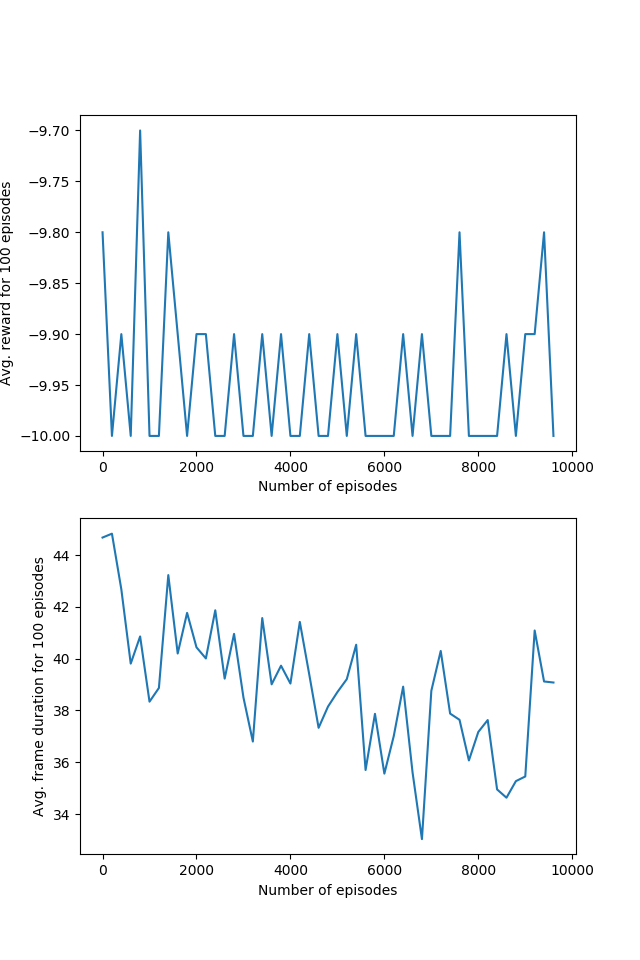 Avg. reward for 100 episodes
−9.70
−9.75
−9.80
−9.85
−9.90
−9.95
−10.00
0 2000 4000 6000 8000 10000
Number of episodes
Avg. frame duration for 100 episodes
44
42
40
38
36
34
0 2000 4000 6000 8000 10000
Number of episodes